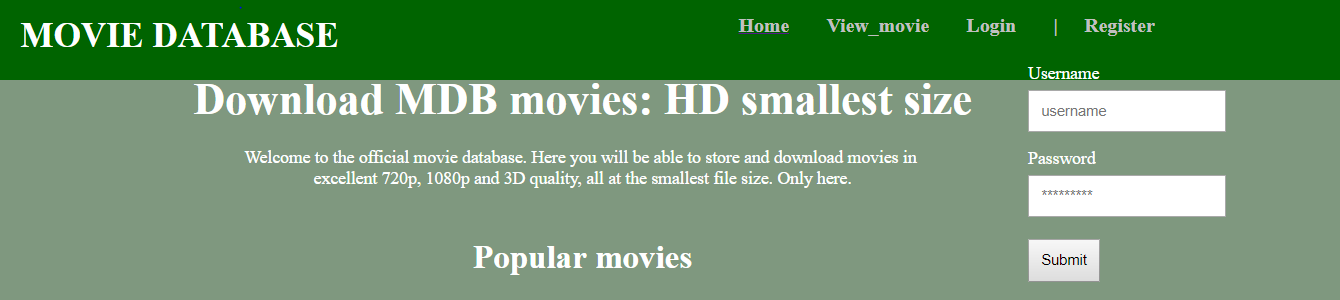 MOVIE DATABASE
Home View_movie Login | Register
Download MDB movies: HD smallest size
Welcome to the official movie database. Here you will be able to store and download movies in
excellent 720p, 1080p and 3D quality, all at the smallest file size. Only here.
Popular movies
Username
username
Password
*********
Submit